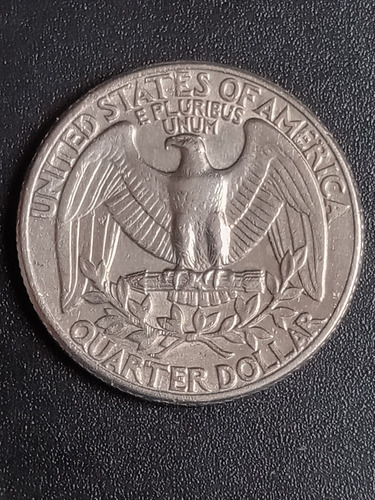 UNITED STATES OF AMERICA
E PLURIBUS
UNUM
QUARTER DOLLAR